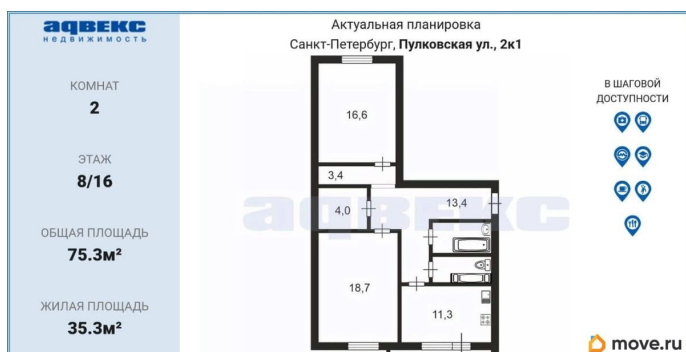 адвекс
НЕДВИЖИМОСТЬ
КОМНАТ
2
ЭТАЖ
8/16
ОБЩАЯ ПЛОЩАДЬ
75.3м²
ЖИЛАЯ ПЛОЩАДЬ
35.3м²
Актуальная планировка
Санкт-Петербург, Пулковская ул., 2к1
16,6
3,4
4,0
13,4
адвекс
18,7
11,3
В ШАГОВОЙ
ДОСТУПНОСТИ
move.ru